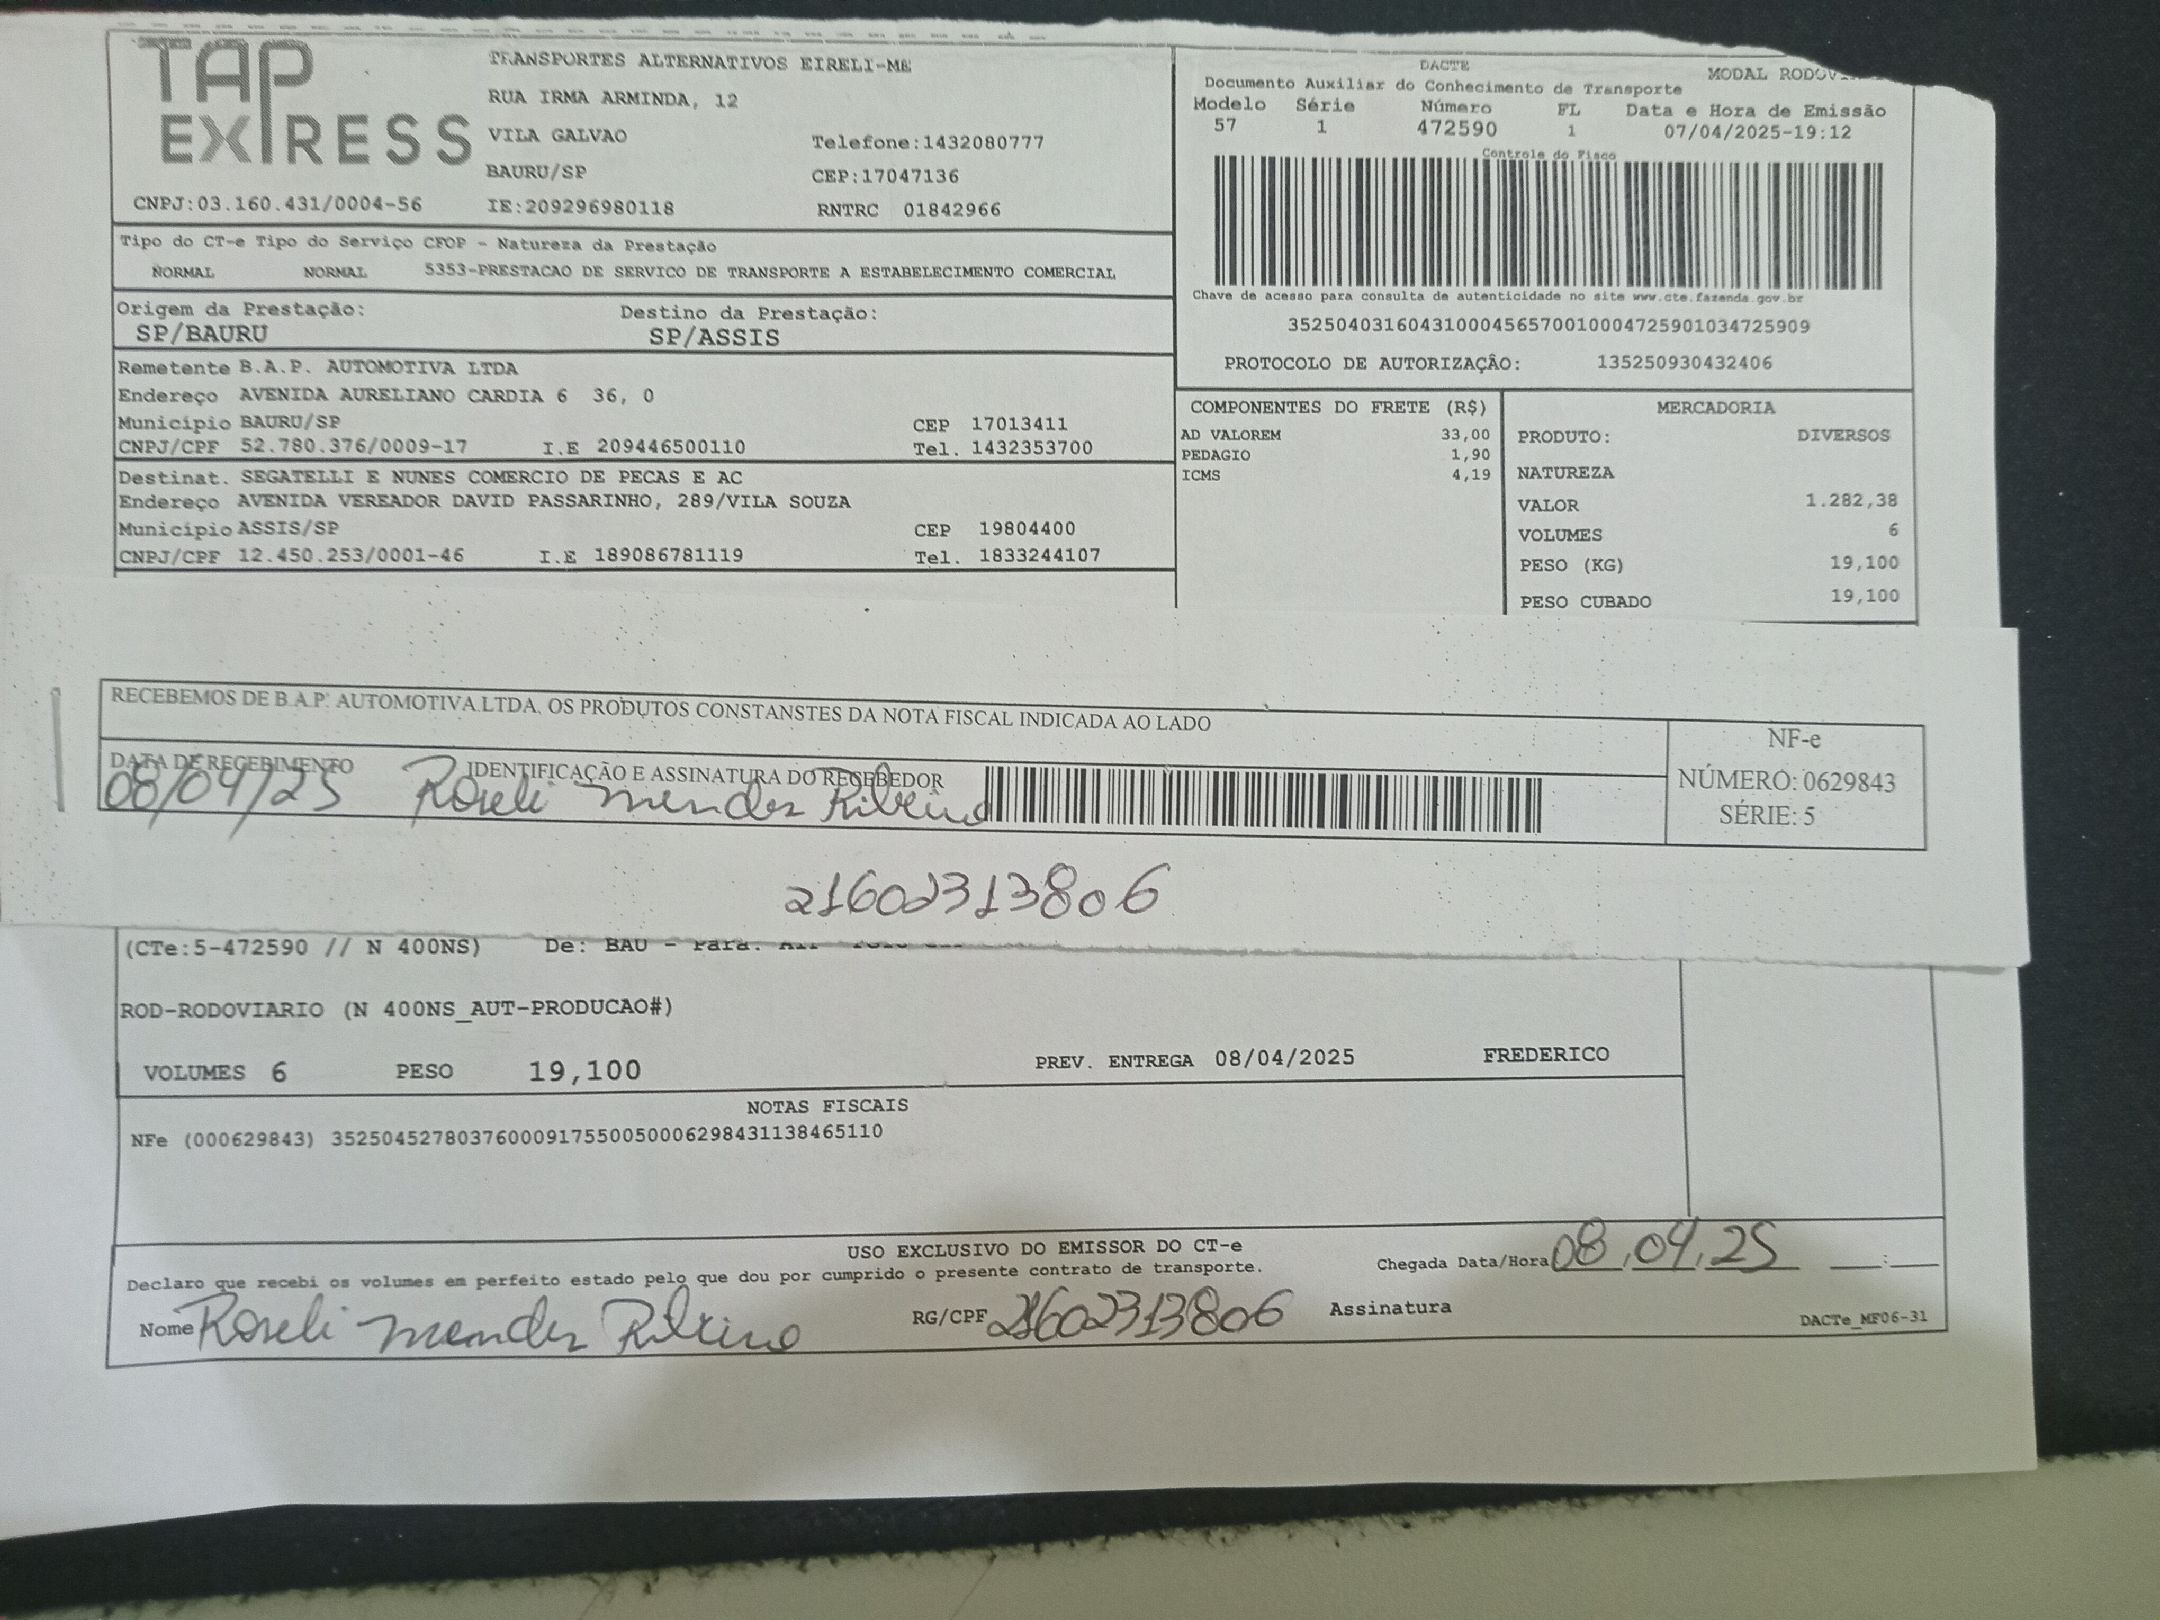 TAP EXPRESS
TRANSPORTES ALTERNATIVOS EIRELI-ME
RUA IRMA ARMINDA, 12
VILA GALVAO Telefone:1432080777
BAURU/SP CEP:17047136
CNPJ:03.160.431/0004-56 IE:209296980118 RNTRC 01842966
DACTE
Documento Auxiliar do Conhecimento de Transporte MODAL
Modelo Série Número FL Data e Hora de Emissão
57 1 472590 1 07/04/2025-19:12
Controle do Fisco
Chave de acesso para consulta de autenticidade no site www.cte.fazenda.gov.br
35250403160431000456570010004725901034725909
PROTOCOLO DE AUTORIZAÇÃO: 135250930432406
Tipo do CT-e Tipo do Serviço CFOP - Natureza da Prestação
NORMAL NORMAL 5353-PRESTACAO DE SERVICO DE TRANSPORTE A ESTABELECIMENTO COMERCIAL
Origem da Prestação: Destino da Prestação:
SP/BAURU SP/ASSIS
Remetente B.A.P. AUTOMOTIVA LTDA
Endereço AVENIDA AURELIANO CARDIA 6 36, 0
Município BAURU/SP CEP 17013411
CNPJ/CPF 52.780.376/0009-17 I.E 209446500110 Tel. 1432353700
Destinat. SEGATELLI E NUNES COMERCIO DE PECAS E AC
Endereço AVENIDA VEREADOR DAVID PASSARINHO, 289/VILA SOUZA
Município ASSIS/SP CEP 19804400
CNPJ/CPF 12.450.253/0001-46 I.E 189086781119 Tel. 1833244107
COMPONENTES DO FRETE (R$)
AD VALOREM 33,00
PEDAGIO 1,90
ICMS 4,19
MERCADORIA
PRODUTO: DIVERSOS
NATUREZA
VALOR 1.282,38
VOLUMES 6
PESO (KG) 19,100
PESO CUBADO 19,100
RECEBEMOS DE B.A.P. AUTOMOTIVA LTDA. OS PRODUTOS CONSTANSTES DA NOTA FISCAL INDICADA AO LADO
DATA DE RECEBIMENTO IDENTIFICAÇÃO E ASSINATURA DO RECEBEDOR
08/04/25 Roseli Mendes Ribeiro
NF-e
NÚMERO: 0629843
SÉRIE: 5
21602313806
(CTe:5-472590 // N 400NS) De: BAU - Para:
ROD-RODOVIARIO (N 400NS_AUT-PRODUCAO#)
VOLUMES 6 PESO 19,100 PREV. ENTREGA 08/04/2025 FREDERICO
NOTAS FISCAIS
NFe (000629843) 35250452780376000917550050006298431138465110
USO EXCLUSIVO DO EMISSOR DO CT-e
Declaro que recebi os volumes em perfeito estado pelo que dou por cumprido o presente contrato de transporte. Chegada Data/Hora 08,04,25 __:__
Nome Roseli Mendes Ribeiro RG/CPF 21602313806 Assinatura
DACTe_MF06-31